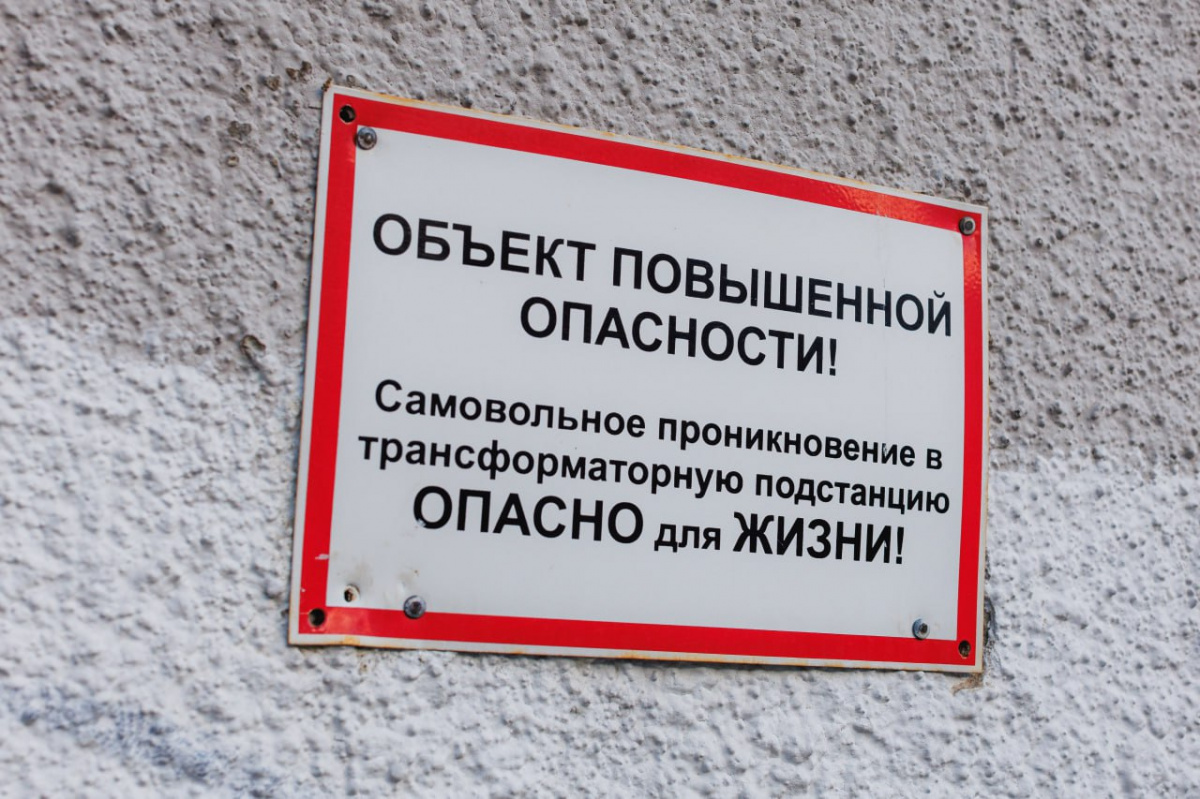 ОБЪЕКТ ПОВЫШЕННОЙ
ОПАСНОСТИ!
Самовольное проникновение в
трансформаторную подстанцию
ОПАСНО для ЖИЗНИ!